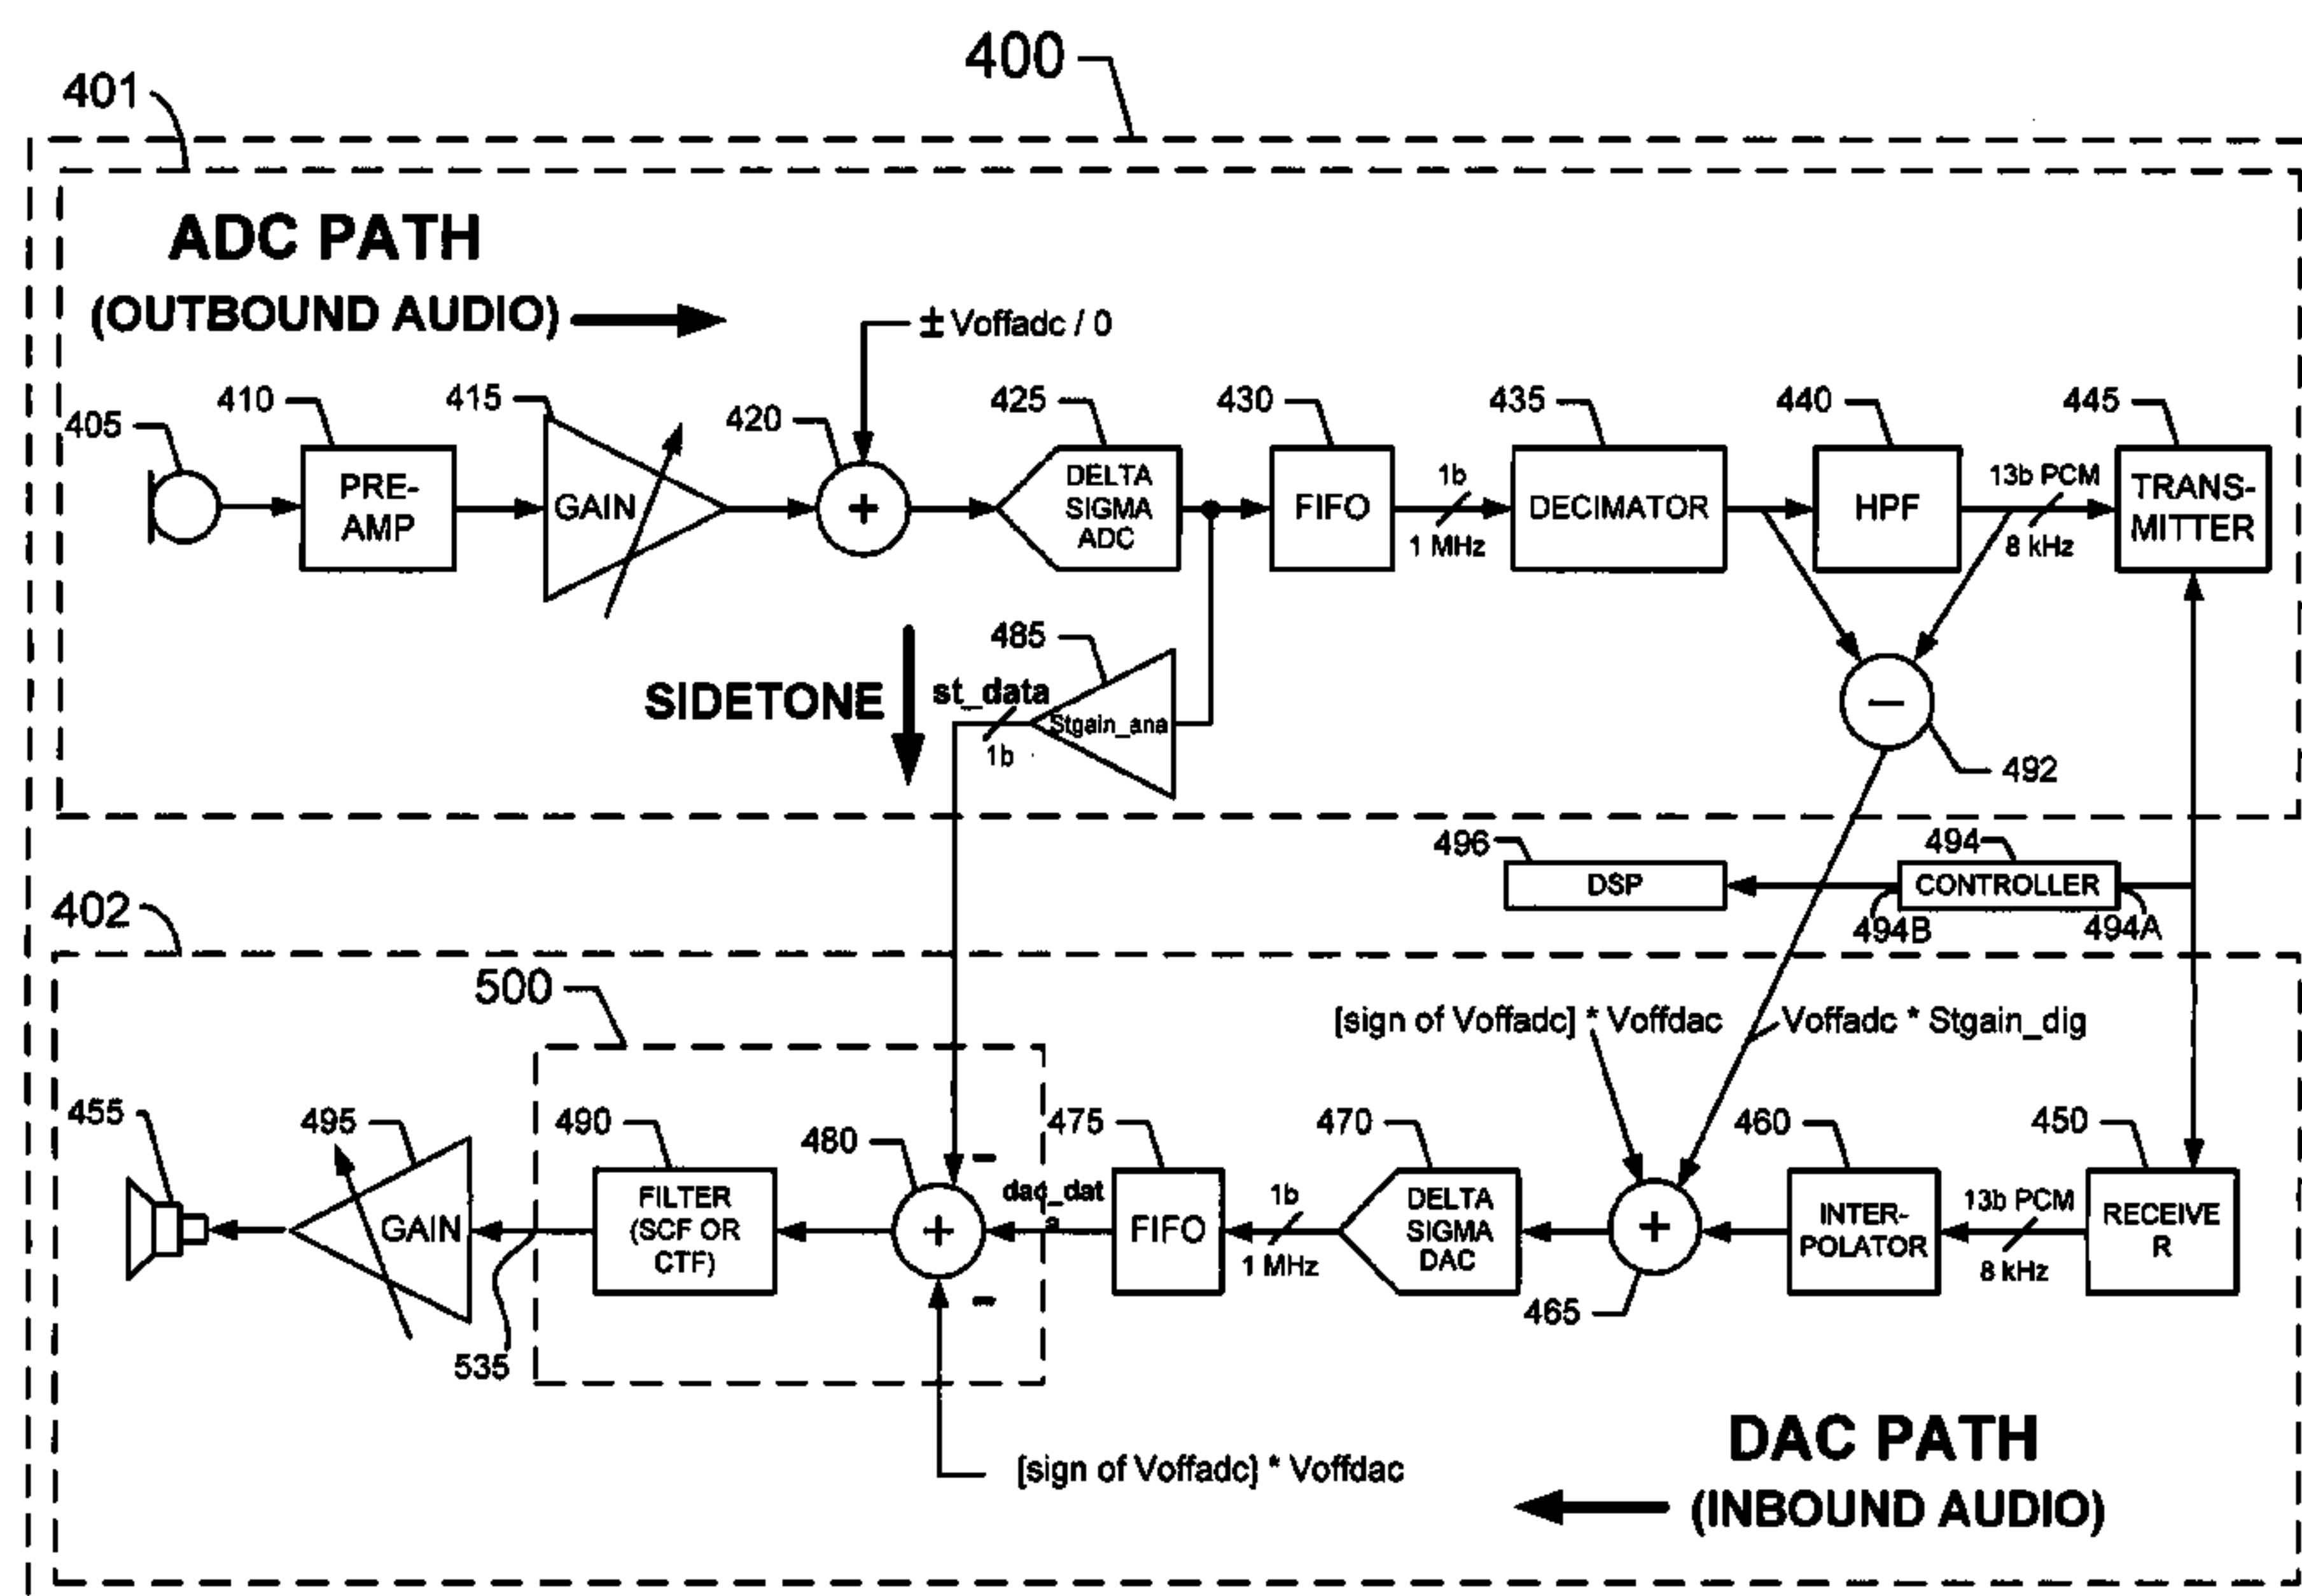 400
401
ADC PATH
(OUTBOUND AUDIO)
± Voffadc / 0
405
410
415
420
425
430
435
440
445
PRE-
AMP
GAIN
+
DELTA
SIGMA
ADC
FIFO
1b
1 MHz
DECIMATOR
HPF
13b PCM
8 kHz
TRANS-
MITTER
485
SIDETONE
st_data
Stgain_ana
1b
−
492
496
DSP
494
CONTROLLER
494B
494A
402
500
[sign of Voffadc] * Voffdac
Voffadc * Stgain_dig
455
495
490
480
475
470
460
450
GAIN
FILTER
(SCF OR
CTF)
-
+
-
dac_dat
a
FIFO
1b
1 MHz
DELTA
SIGMA
DAC
+
465
INTER-
POLATOR
13b PCM
8 kHz
RECEIVE
R
535
[sign of Voffadc] * Voffdac
DAC PATH
(INBOUND AUDIO)